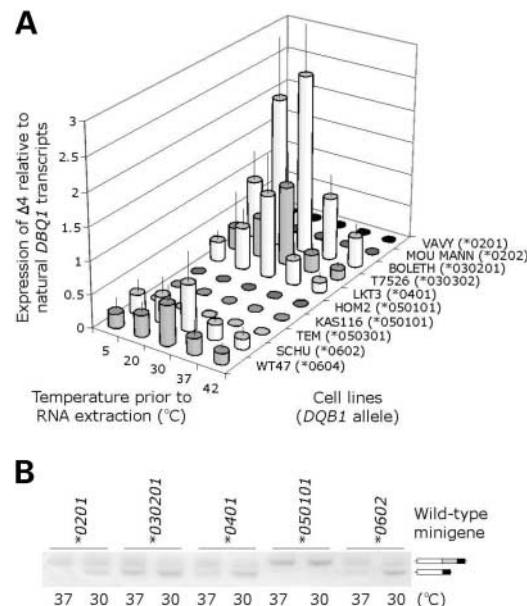 A
Expression of Δ4 relative to
natural DBQ1 transcripts
3
2.5
2
1.5
1
0.5
0
5
20
30
37
42
Temperature prior to
RNA extraction (°C)
VAVY (*0201)
MOU MANN (*0202)
BOLETH (*030201)
T7526 (*030302)
LKT3 (*0401)
HOM2 (*050101)
KAS116 (*050101)
TEM (*050301)
SCHU (*0602)
WT47 (*0604)
Cell lines
(DQB1 allele)
B
*0201
*030201
*0401
*050101
*0602
Wild-type
minigene
37 30 37 30 37 30 37 30 37 30 (°C)